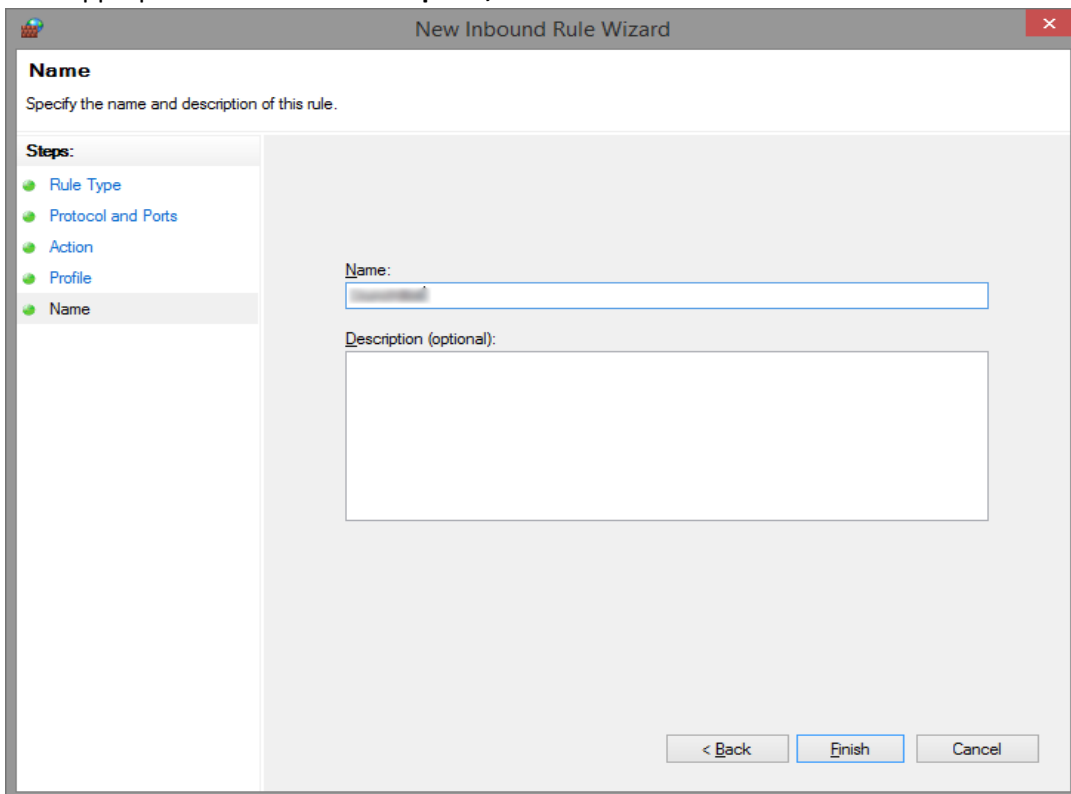 New Inbound Rule Wizard
Name
Specify the name and description of this rule.
Steps:
Rule Type
Protocol and Ports
Action
Profile
Name
Name:
Description (optional):
< Back Finish Cancel